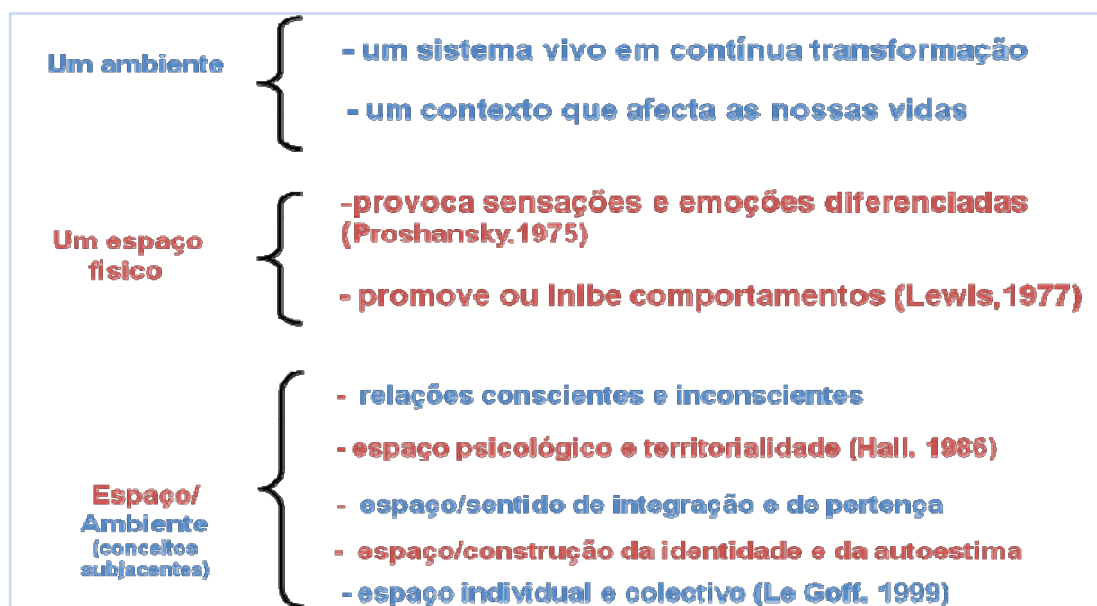 Um ambiente
- um sistema vivo em contínua transformação
- um contexto que afecta as nossas vidas
Um espaço
físico
-provoca sensações e emoções diferenciadas
(Proshansky.1975)
- promove ou inibe comportamentos (Lewis,1977)
Espaço/
Ambiente
(conceitos
subjacentes)
- relações conscientes e inconscientes
- espaço psicológico e territorialidade (Hall. 1986)
- espaço/sentido de integração e de pertença
- espaço/construção da identidade e da autoestima
- espaço individual e colectivo (Le Goff. 1999)